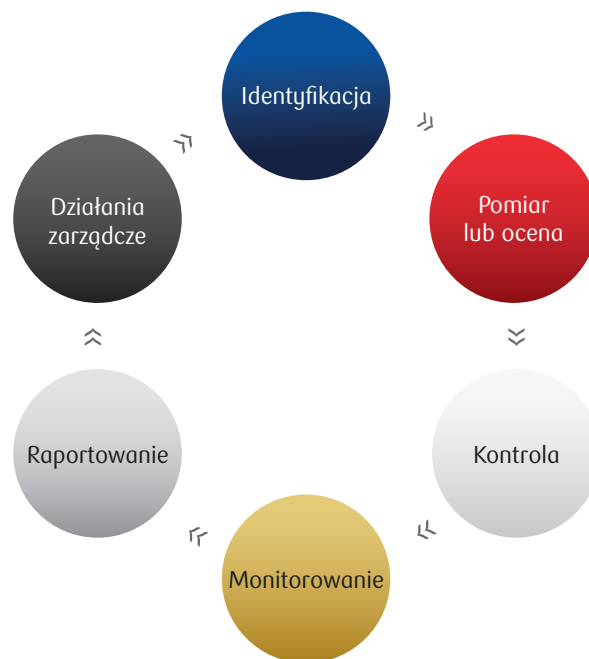 Identyfikacja
Pomiar
lub ocena
Kontrola
Monitorowanie
Raportowanie
Działania
zarządcze